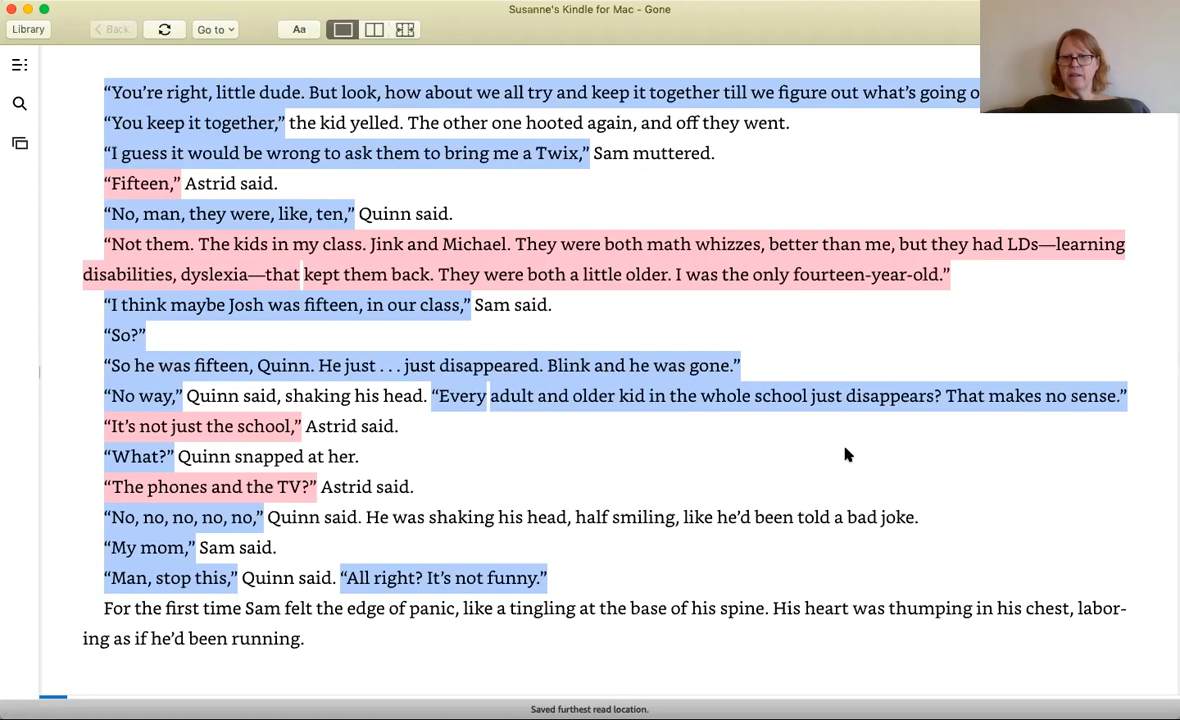 Susanne's Kindle for Mac - Gone
Library
Back
Go to
Aa
“You’re right, little dude. But look, how about we all try and keep it together till we figure out what’s going
“You keep it together,” the kid yelled. The other one hooted again, and off they went.
“I guess it would be wrong to ask them to bring me a Twix,” Sam muttered.
“Fifteen,” Astrid said.
“No, man, they were, like, ten,” Quinn said.
“Not them. The kids in my class. Jink and Michael. They were both math whizzes, better than me, but they had LDs—learning
disabilities, dyslexia—that kept them back. They were both a little older. I was the only fourteen-year-old.”
“I think maybe Josh was fifteen, in our class,” Sam said.
“So?”
“So he was fifteen, Quinn. He just . . . just disappeared. Blink and he was gone.”
“No way,” Quinn said, shaking his head. “Every adult and older kid in the whole school just disappears? That makes no sense.”
“It’s not just the school,” Astrid said.
“What?” Quinn snapped at her.
“The phones and the TV?” Astrid said.
“No, no, no, no, no,” Quinn said. He was shaking his head, half smiling, like he’d been told a bad joke.
“My mom,” Sam said.
“Man, stop this,” Quinn said. “All right? It’s not funny.”
For the first time Sam felt the edge of panic, like a tingling at the base of his spine. His heart was thumping in his chest, labor-
ing as if he’d been running.
Saved furthest read location.